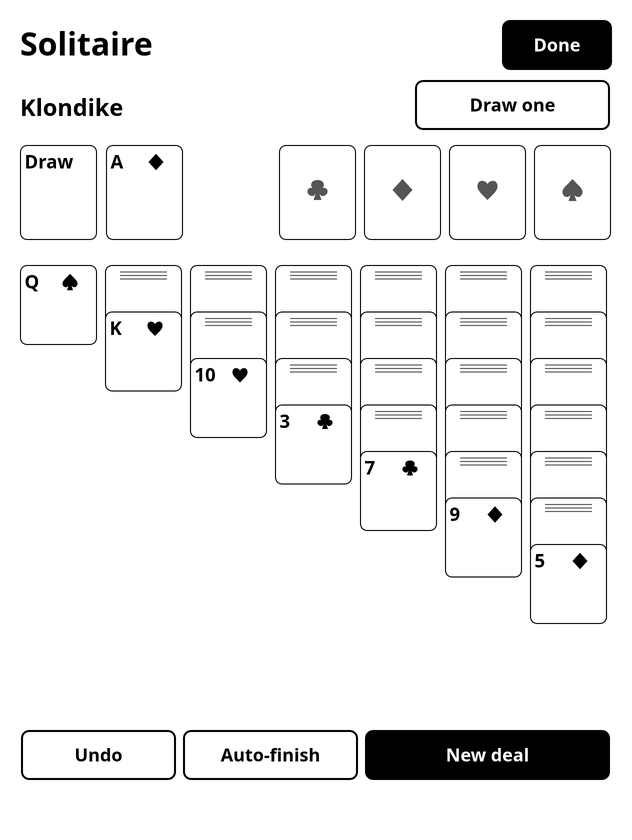 Solitaire
Done
Klondike
Draw one
Draw
A
Q
K
10
3
7
9
5
Undo
Auto-finish
New deal